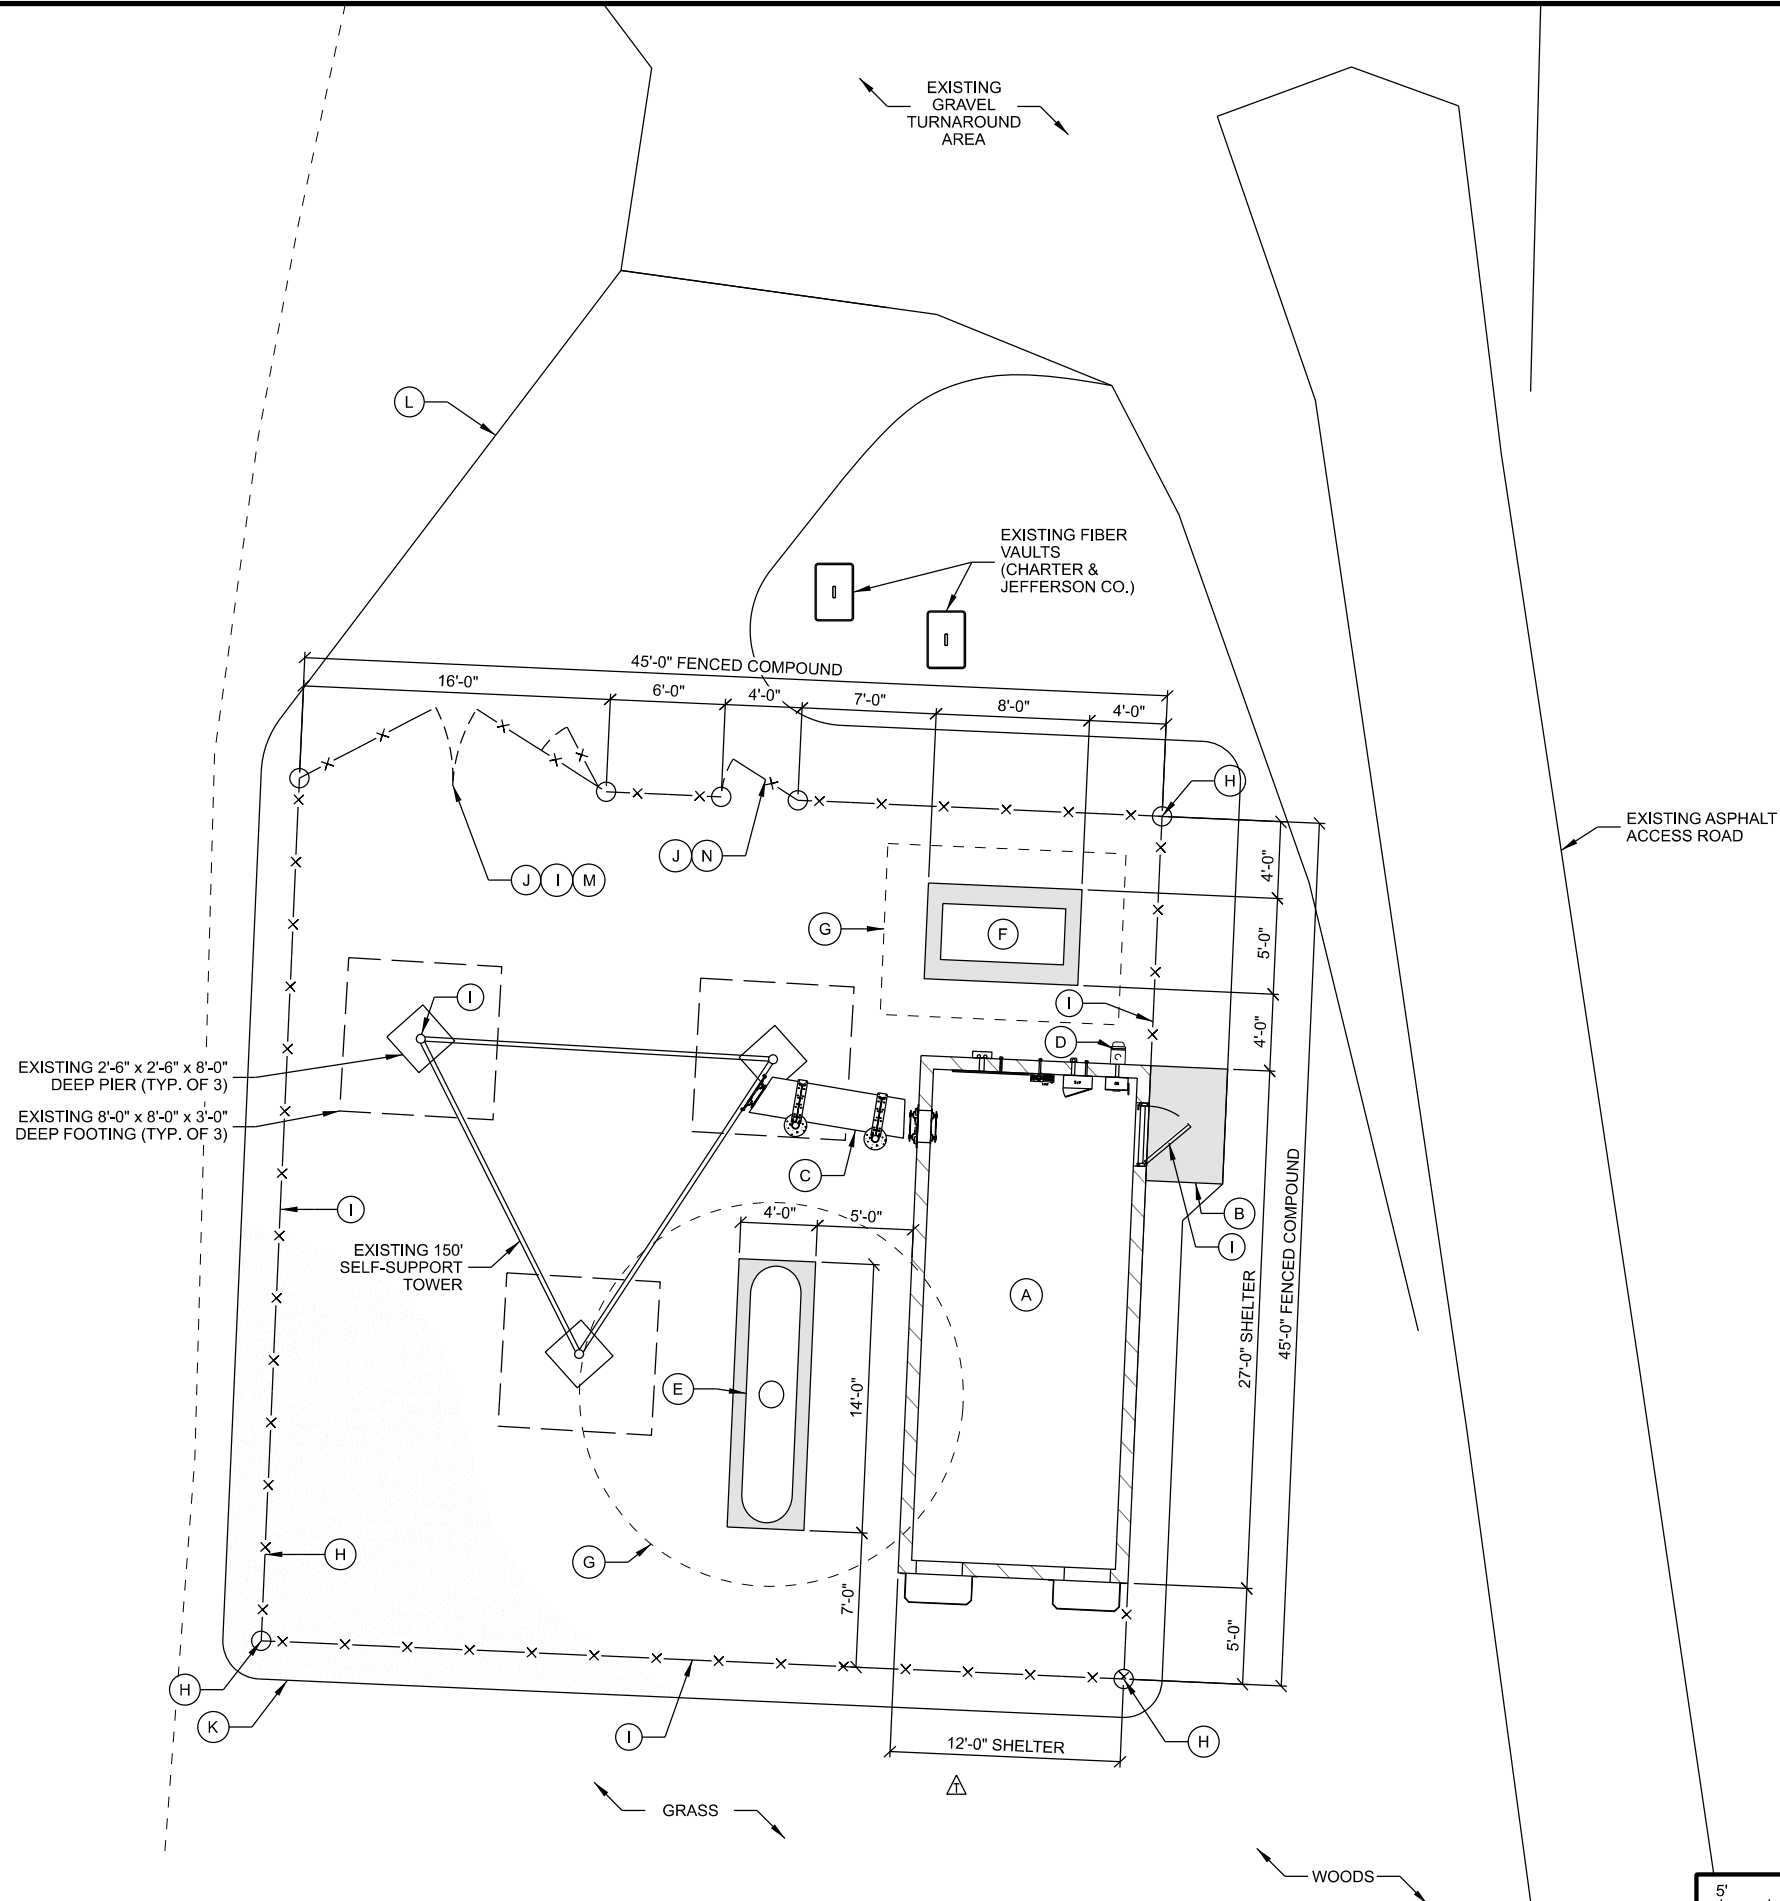 EXISTING
GRAVEL
TURNAROUND
AREA
L
EXISTING FIBER
VAULTS
(CHARTER &
JEFFERSON CO.)
45'-0" FENCED COMPOUND
16'-0"
6'-0"
4'-0"
7'-0"
8'-0"
4'-0"
H
EXISTING ASPHALT
ACCESS ROAD
J N
J I M
4'-0"
G
F
5'-0"
I
I
4'-0"
D
EXISTING 2'-6" x 2'-6" x 8'-0"
DEEP PIER (TYP. OF 3)
EXISTING 8'-0" x 8'-0" x 3'-0"
DEEP FOOTING (TYP. OF 3)
C
I
B
I
4'-0"
5'-0"
EXISTING 150'
SELF-SUPPORT
TOWER
A
27'-0" SHELTER
45'-0" FENCED COMPOUND
E
14'-0"
H
G
7'-0"
5'-0"
H
K
I
H
12'-0" SHELTER
GRASS
WOODS
5'